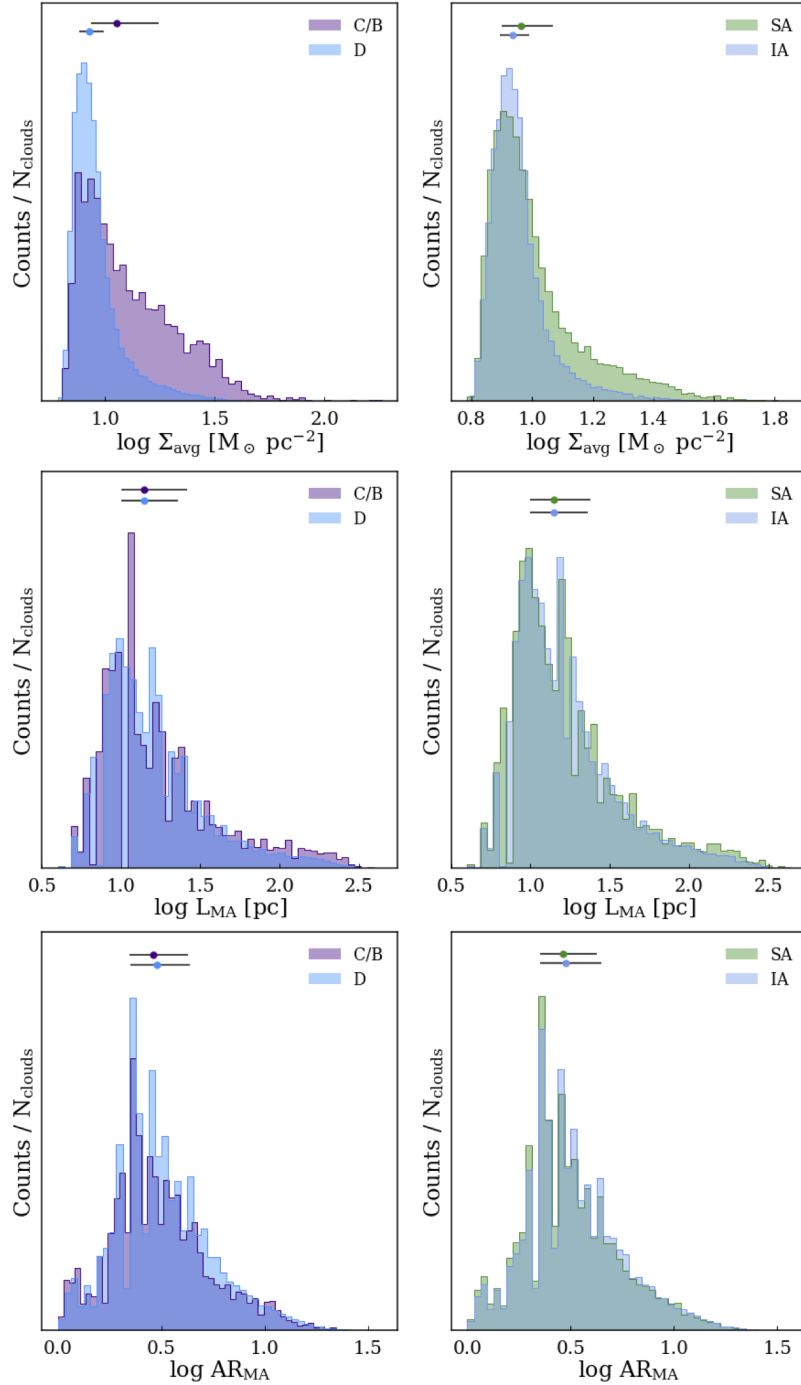 C/B
D
Counts / N_clouds
1.0 1.5 2.0
log Σ_avg [M_⊙ pc⁻²]
SA
IA
Counts / N_clouds
0.8 1.0 1.2 1.4 1.6 1.8
log Σ_avg [M_⊙ pc⁻²]
C/B
D
Counts / N_clouds
0.5 1.0 1.5 2.0 2.5
log L_MA [pc]
SA
IA
Counts / N_clouds
0.5 1.0 1.5 2.0 2.5
log L_MA [pc]
C/B
D
Counts / N_clouds
0.0 0.5 1.0 1.5
log AR_MA
SA
IA
Counts / N_clouds
0.0 0.5 1.0 1.5
log AR_MA